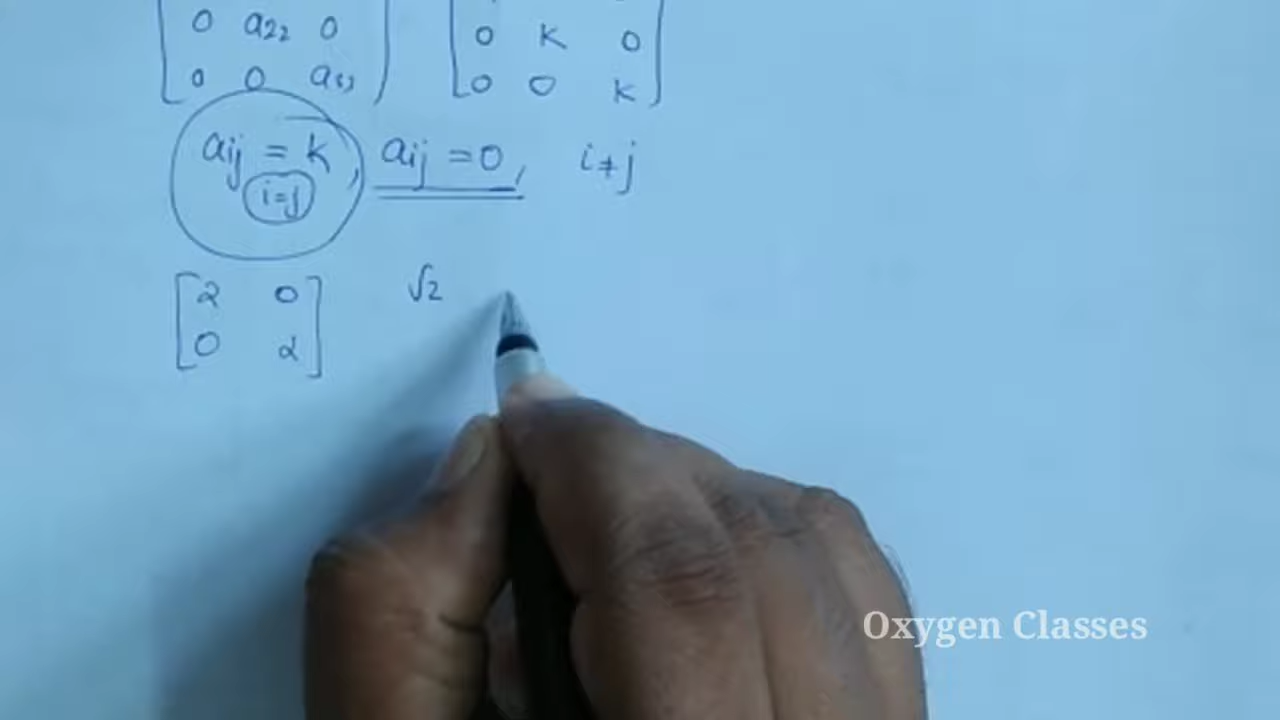 0 a22 0 0 K 0
0 0 a33 0 0 K
aij = k, aij = 0, i≠j
i=j
2 0 √2
0 2
Oxygen Classes